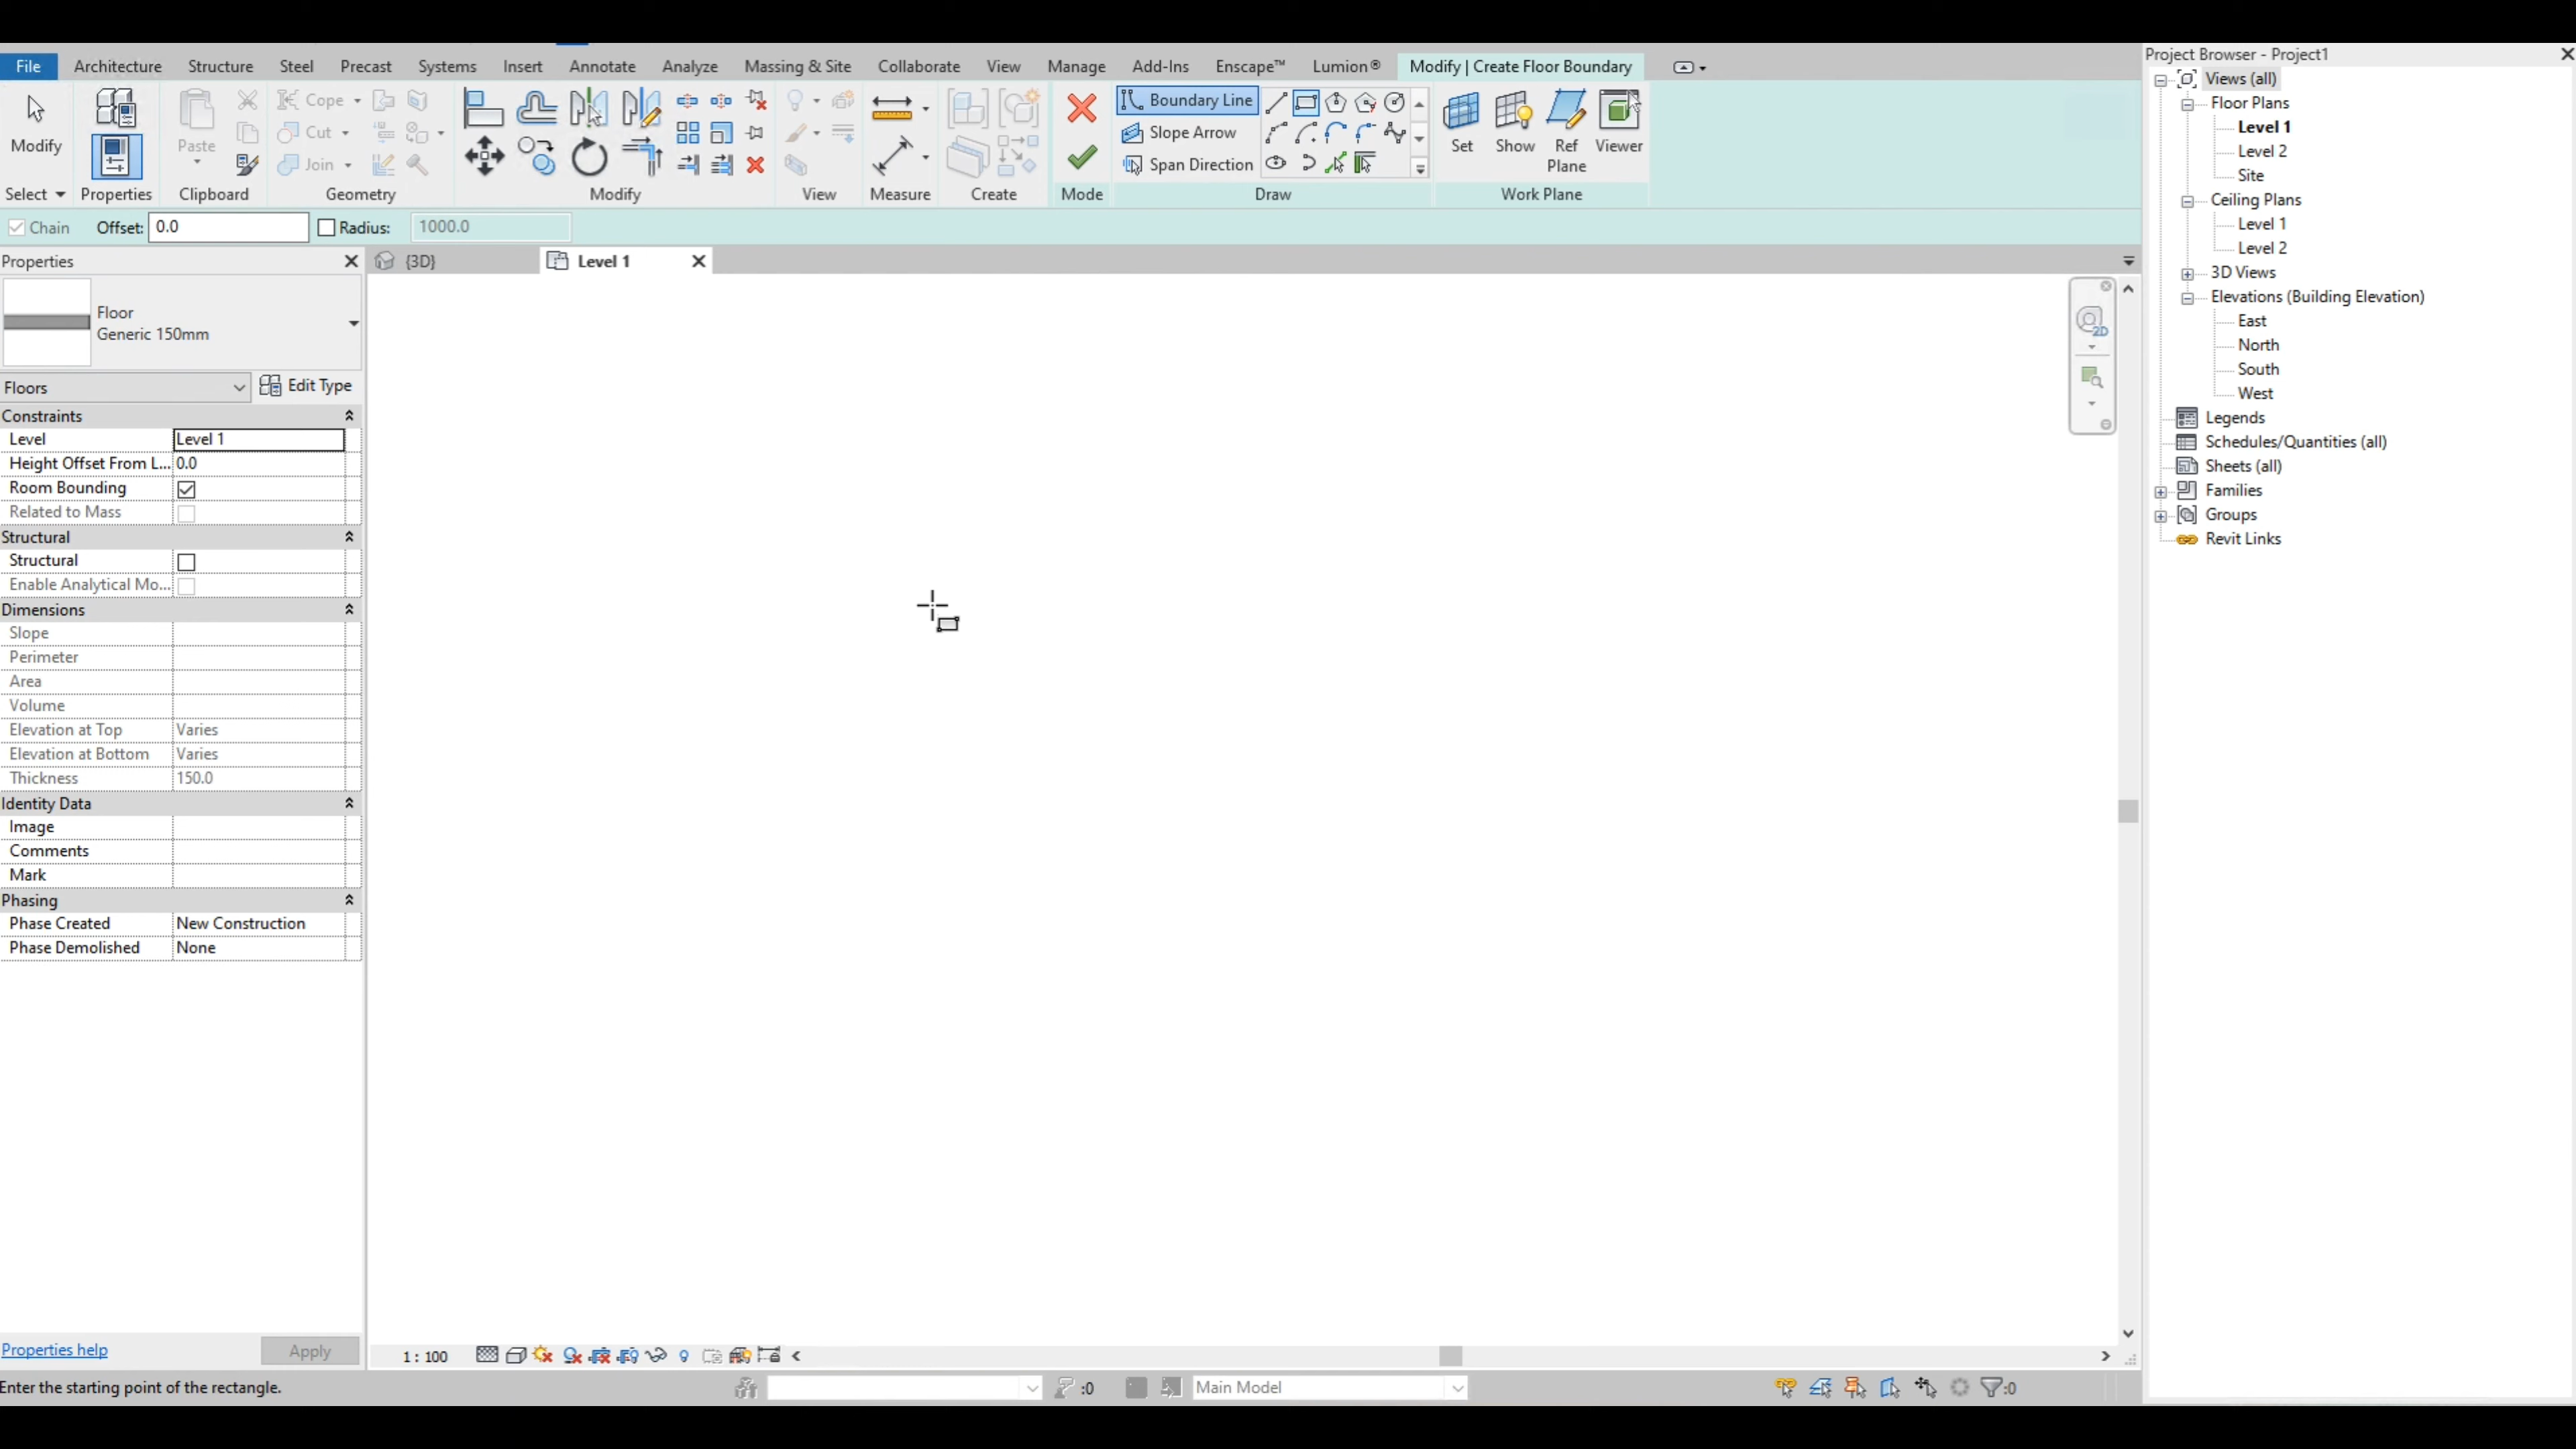 File Architecture Structure Steel Precast Systems Insert Annotate Analyze Massing & Site Collaborate View Manage Add-Ins Enscape™ Lumion® Modify | Create Floor Boundary
Modify
Select
Properties
Paste
Clipboard
Cope
Cut
Join
Geometry
Modify
View
Measure
Create
Mode
Boundary Line
Slope Arrow
Span Direction
Draw
Set
Show
Ref
Plane
Viewer
Work Plane
Chain Offset: 0.0 Radius: 1000.0
Properties
{3D}
Level 1
Floor
Generic 150mm
Floors
Edit Type
Constraints
Level Level 1
Height Offset From L... 0.0
Room Bounding
Related to Mass
Structural
Structural
Enable Analytical Mo...
Dimensions
Slope
Perimeter
Area
Volume
Elevation at Top Varies
Elevation at Bottom Varies
Thickness 150.0
Identity Data
Image
Comments
Mark
Phasing
Phase Created New Construction
Phase Demolished None
Properties help
Apply
2D
1 : 100
Enter the starting point of the rectangle.
:0
Main Model
:0
Project Browser - Project1
Views (all)
Floor Plans
Level 1
Level 2
Site
Ceiling Plans
Level 1
Level 2
3D Views
Elevations (Building Elevation)
East
North
South
West
Legends
Schedules/Quantities (all)
Sheets (all)
Families
Groups
Revit Links